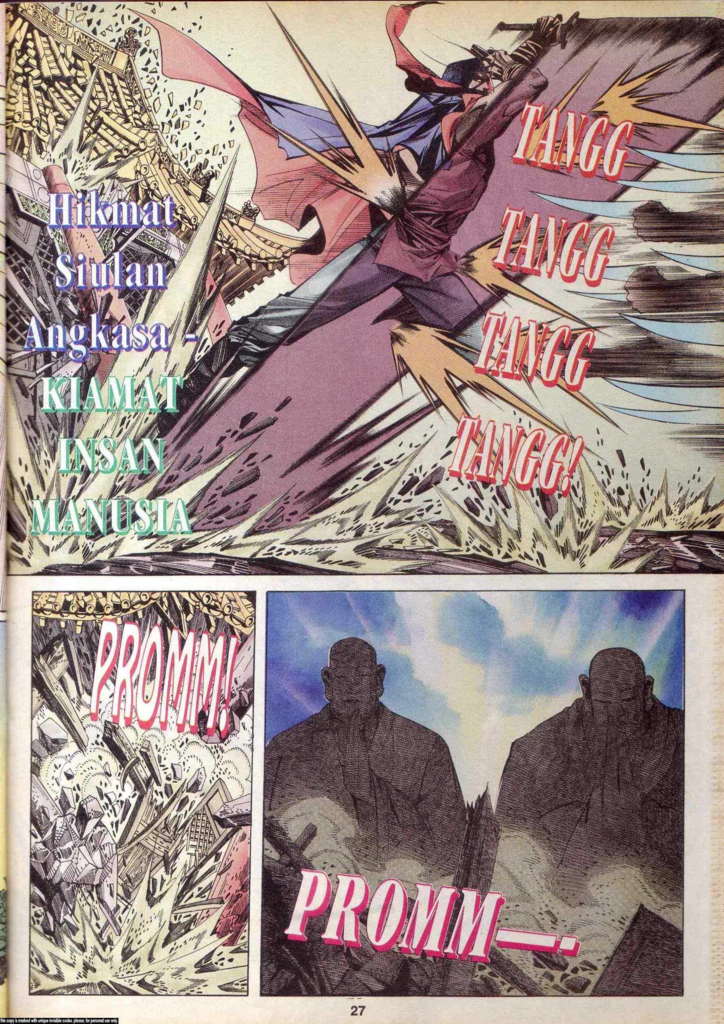 Hikmat
Siulan
Angkasa -
KIAMAT
INSAN
MANUSIA
TANGG
TANGG
TANGG
TANGG!
PROMM!
PROMM—-
27